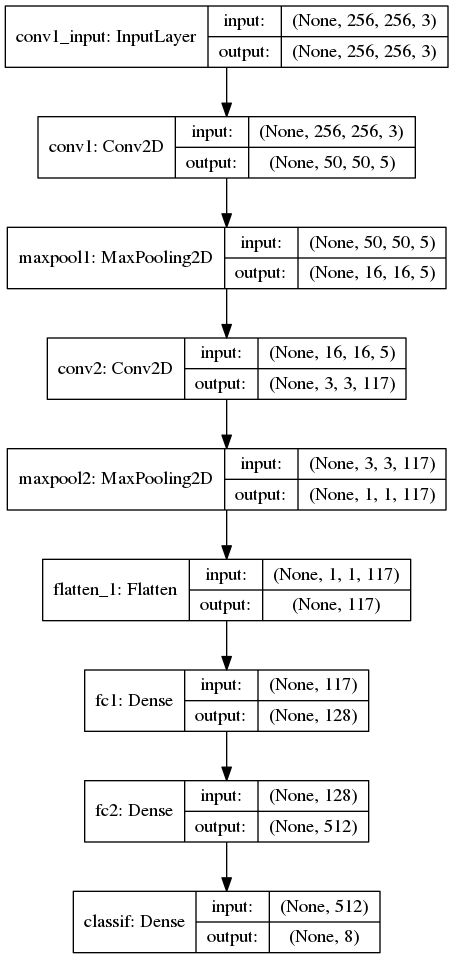 conv1_input: InputLayer
input: (None, 256, 256, 3)
output: (None, 256, 256, 3)
conv1: Conv2D
input: (None, 256, 256, 3)
output: (None, 50, 50, 5)
maxpool1: MaxPooling2D
input: (None, 50, 50, 5)
output: (None, 16, 16, 5)
conv2: Conv2D
input: (None, 16, 16, 5)
output: (None, 3, 3, 117)
maxpool2: MaxPooling2D
input: (None, 3, 3, 117)
output: (None, 1, 1, 117)
flatten_1: Flatten
input: (None, 1, 1, 117)
output: (None, 117)
fc1: Dense
input: (None, 117)
output: (None, 128)
fc2: Dense
input: (None, 128)
output: (None, 512)
classif: Dense
input: (None, 512)
output: (None, 8)